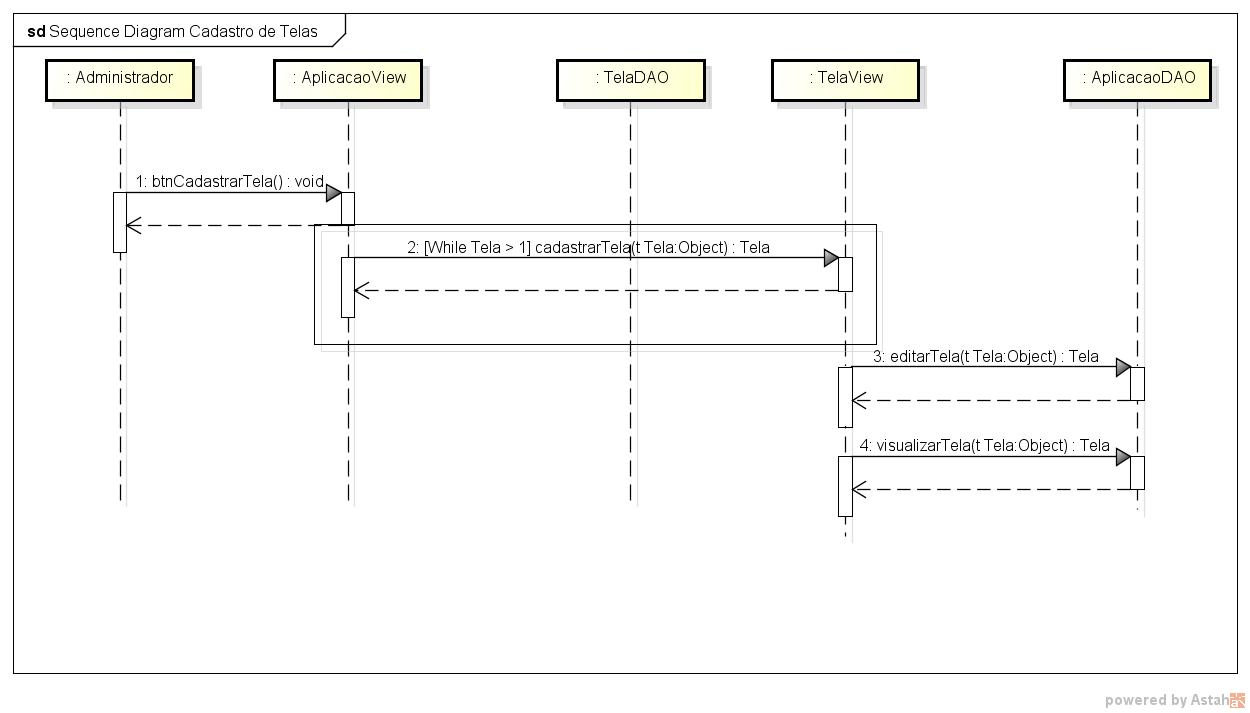 sd Sequence Diagram Cadastro de Telas
: Administrador
: AplicacaoView
: TelaDAO
: TelaView
: AplicacaoDAO
1: btnCadastrarTela() : void
2: [While Tela > 1] cadastrarTela(t Tela:Object) : Tela
3: editarTela(t Tela:Object) : Tela
4: visualizarTela(t Tela:Object) : Tela
powered by Astah